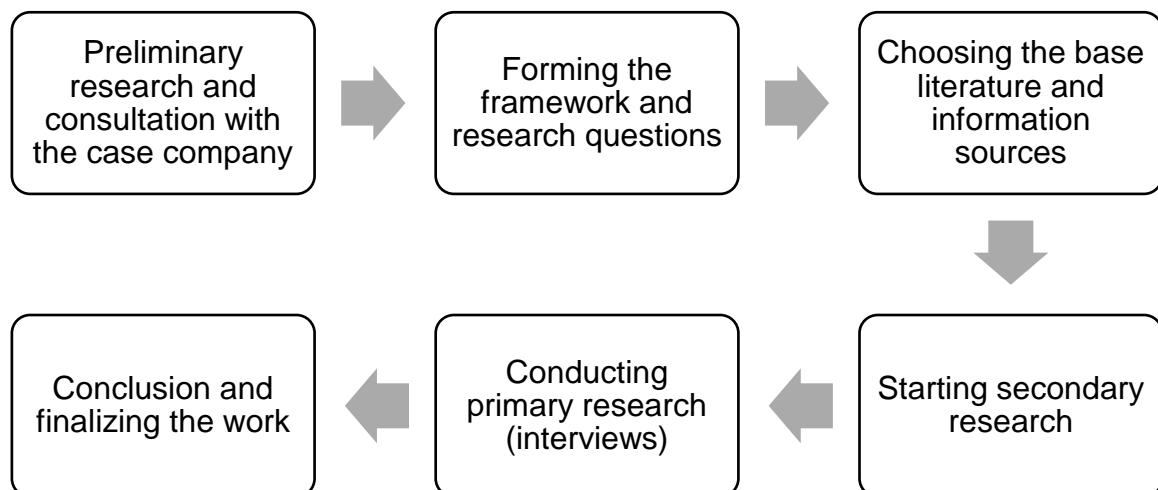 Preliminary
research and
consultation with
the case company
Forming the
framework and
research questions
Choosing the base
literature and
information
sources
Starting secondary
research
Conducting
primary research
(interviews)
Conclusion and
finalizing the work